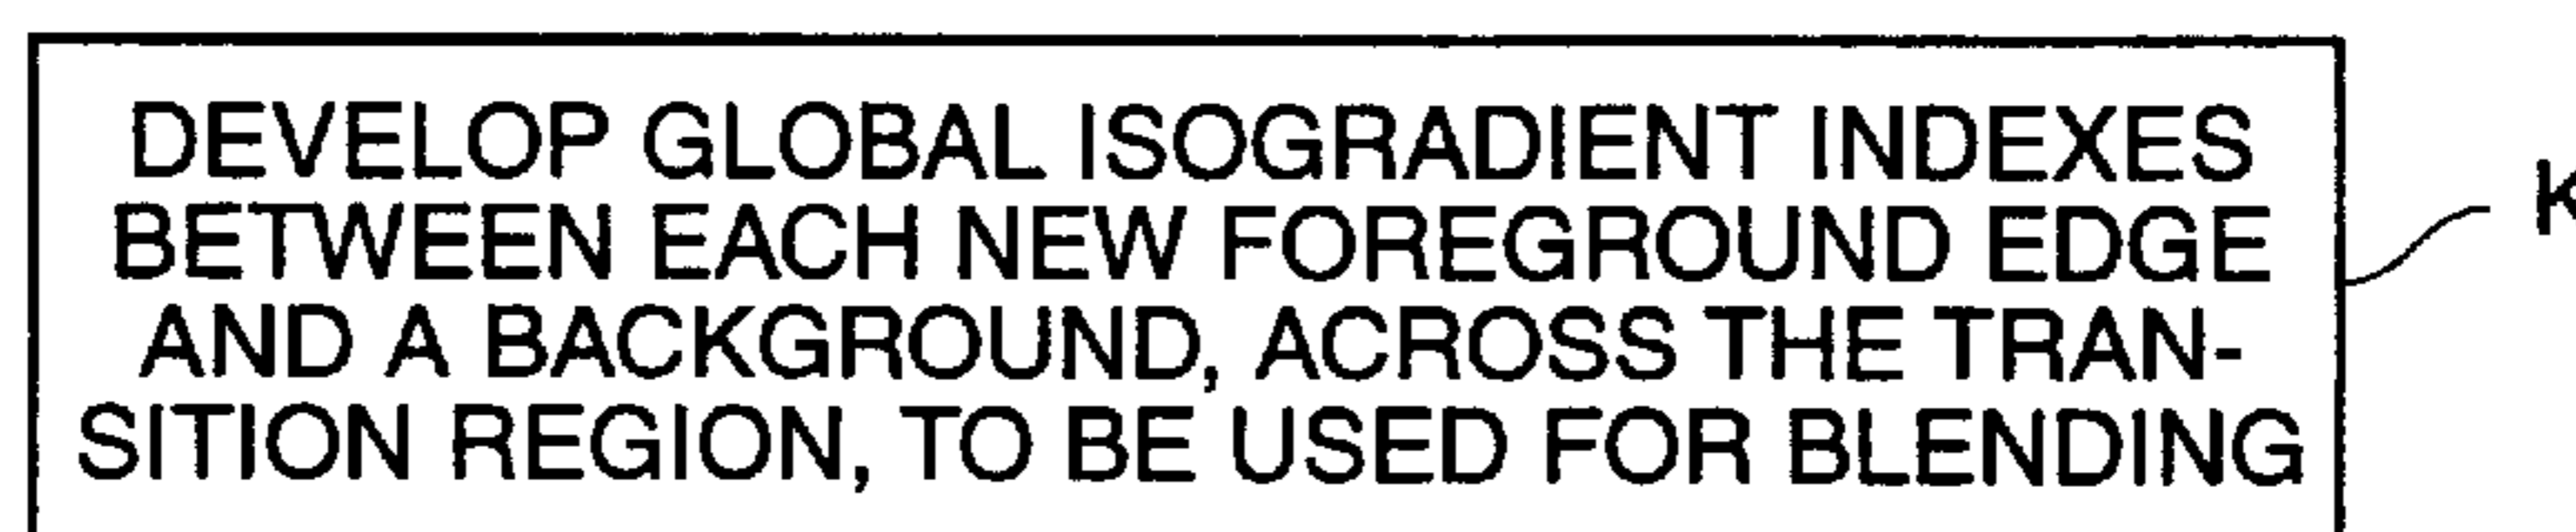 DEVELOP GLOBAL ISOGRADIENT INDEXES
BETWEEN EACH NEW FOREGROUND EDGE
AND A BACKGROUND, ACROSS THE TRAN-
SITION REGION, TO BE USED FOR BLENDING
K